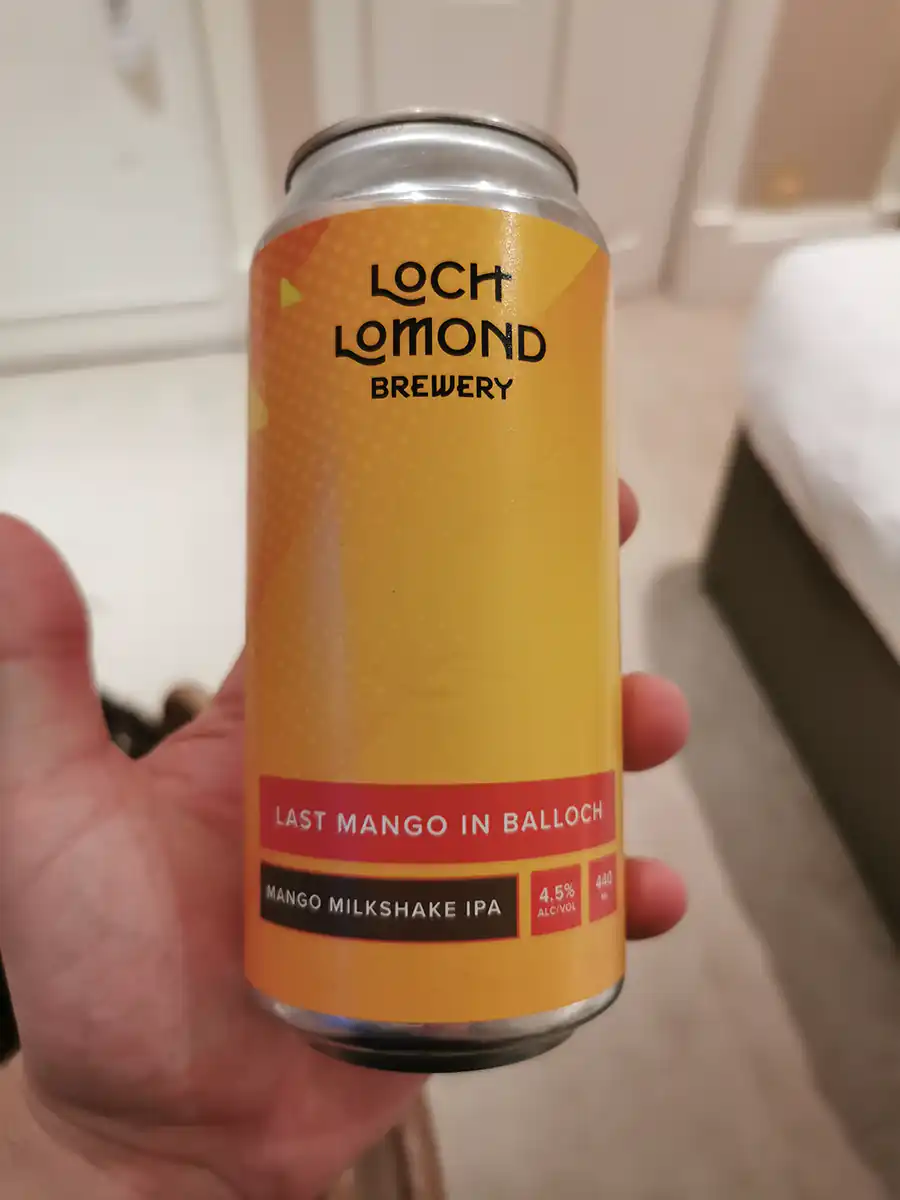 LOCH
LOMOND
BREWERY
LAST MANGO IN BALLOCH
MANGO MILKSHAKE IPA
4.5%
ALC/VOL
440